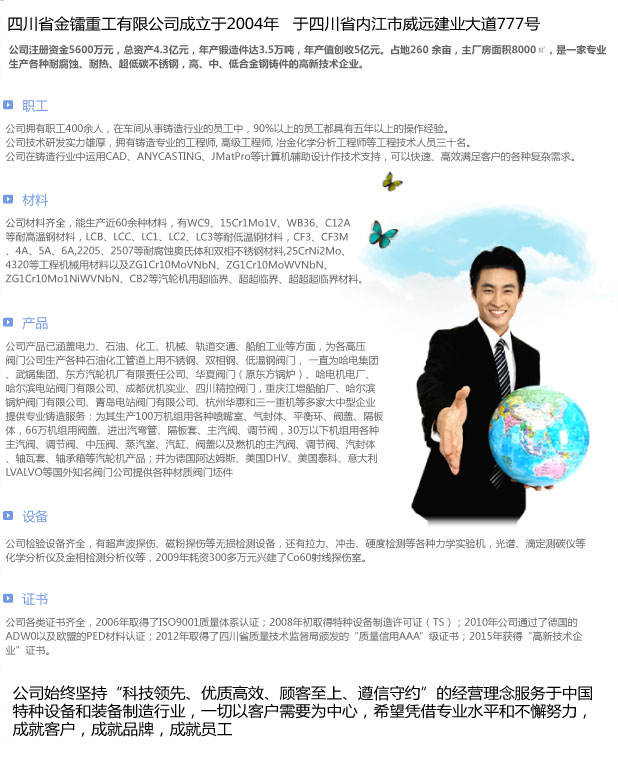 四川省金镭重工有限公司成立于2004年 于四川省内江市威远建业大道777号
公司注册资金5600万元，总资产4.3亿元，年产锻造件达3.5万吨，年产值创收5亿元。占地260 余亩，主厂房面积8000㎡，是一家专业
生产各种耐腐蚀、耐热、超低碳不锈钢，高、中、低合金钢铸件的高新技术企业。
职工
公司拥有职工400余人，在车间从事铸造行业的员工中，90%以上的员工都具有五年以上的操作经验。
公司技术研发实力雄厚，拥有铸造专业的工程师, 高级工程师, 冶金化学分析工程师等工程技术人员三十名。
公司在铸造行业中运用CAD、ANYCASTING、JMatPro等计算机辅助设计作技术支持，可以快速、高效满足客户的各种复杂需求。
材料
公司材料齐全，能生产近60余种材料，有WC9、15Cr1Mo1V、WB36、C12A
等耐高温钢材料，LCB、LCC、LC1、LC2、LC3等耐低温钢材料，CF3、CF3M
、4A、5A、6A,2205、2507等耐腐蚀奥氏体和双相不锈钢材料,25CrNi2Mo、
4320等工程机械用材料以及ZG1Cr10MoVNbN、ZG1Cr10MoWVNbN、
ZG1Cr10Mo1NiWVNbN、CB2等汽轮机用超临界、超超临界、超超超临界材料。
产品
公司产品已涵盖电力、石油、化工、机械、轨道交通、船舶工业等方面，为各高压
阀门公司生产各种石油化工管道上用不锈钢、双相钢、低温钢阀门， 一直为哈电集团
、武锅集团、东方汽轮机厂有限责任公司、华夏阀门（原东方锅炉）、哈电机电厂、
哈尔滨电站阀门有限公司、成都优机实业、四川精控阀门，重庆江增船舶厂、哈尔滨
锅炉阀门有限公司、青岛电站阀门有限公司、杭州华惠和三一重机等多家大中型企业
提供专业铸造服务：为其生产100万机组用各种喷嘴室、气封体、平衡环、阀盖、隔板
体，66万机组用阀盖、进出汽弯管、隔板套、主汽阀、调节阀，30万以下机组用各种
主汽阀、调节阀、中压阀、蒸汽室、汽缸、阀盖以及燃机的主汽阀、调节阀、汽封体
、轴瓦套、轴承箱等汽轮机产品；并为德国阿达姆斯、美国DHV、美国泰科、意大利
LVALVO等国外知名阀门公司提供各种材质阀门坯件
设备
公司检验设备齐全，有超声波探伤、磁粉探伤等无损检测设备，还有拉力、冲击、硬度检测等各种力学实验机，光谱、滴定测碳仪等
化学分析仪及金相检测分析仪等，2009年耗资300多万元兴建了Co60射线探伤室。
证书
公司各类证书齐全，2006年取得了ISO9001质量体系认证；2008年初取得特种设备制造许可证（TS）；2010年公司通过了德国的
ADW0以及欧盟的PED材料认证；2012年取得了四川省质量技术监督局颁发的“质量信用AAA”级证书；2015年获得“高新技术企
业”证书。
公司始终坚持“科技领先、优质高效、顾客至上、遵信守约”的经营理念服务于中国
特种设备和装备制造行业，一切以客户需要为中心，希望凭借专业水平和不懈努力，
成就客户，成就品牌，成就员工